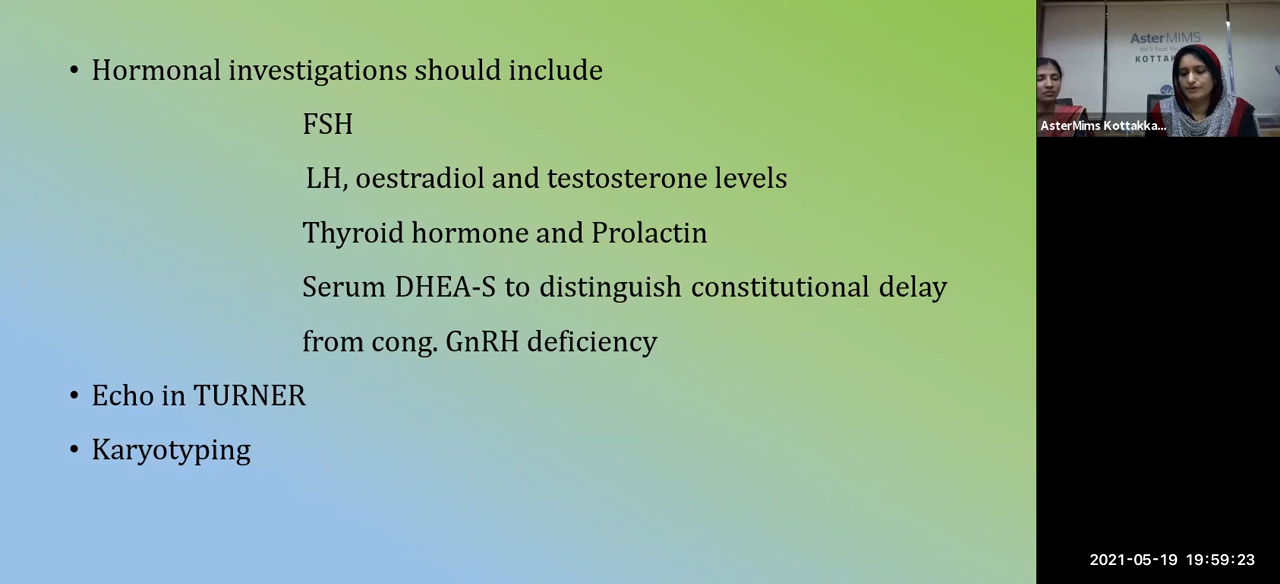 • Hormonal investigations should include
FSH
LH, oestradiol and testosterone levels
Thyroid hormone and Prolactin
Serum DHEA-S to distinguish constitutional delay
from cong. GnRH deficiency
• Echo in TURNER
• Karyotyping
AsterMIMS
KOTTAK
AsterMims Kottakka...
2021-05-19 19:59:23